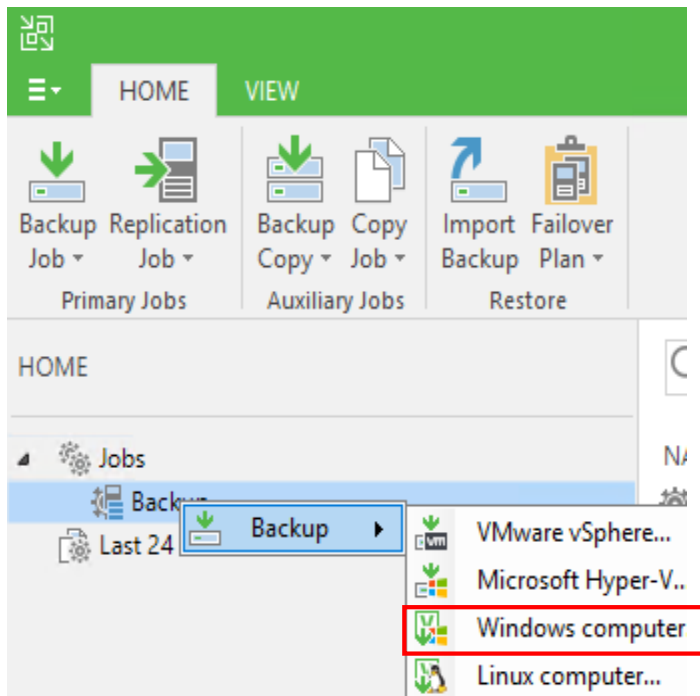 HOME VIEW
Backup Replication Backup Copy Import Failover
Job Job Copy Job Backup Plan
Primary Jobs Auxiliary Jobs Restore
HOME
Jobs
Backup
Last 24
Backup
VMware vSphere...
Microsoft Hyper-V..
Windows computer
Linux computer...